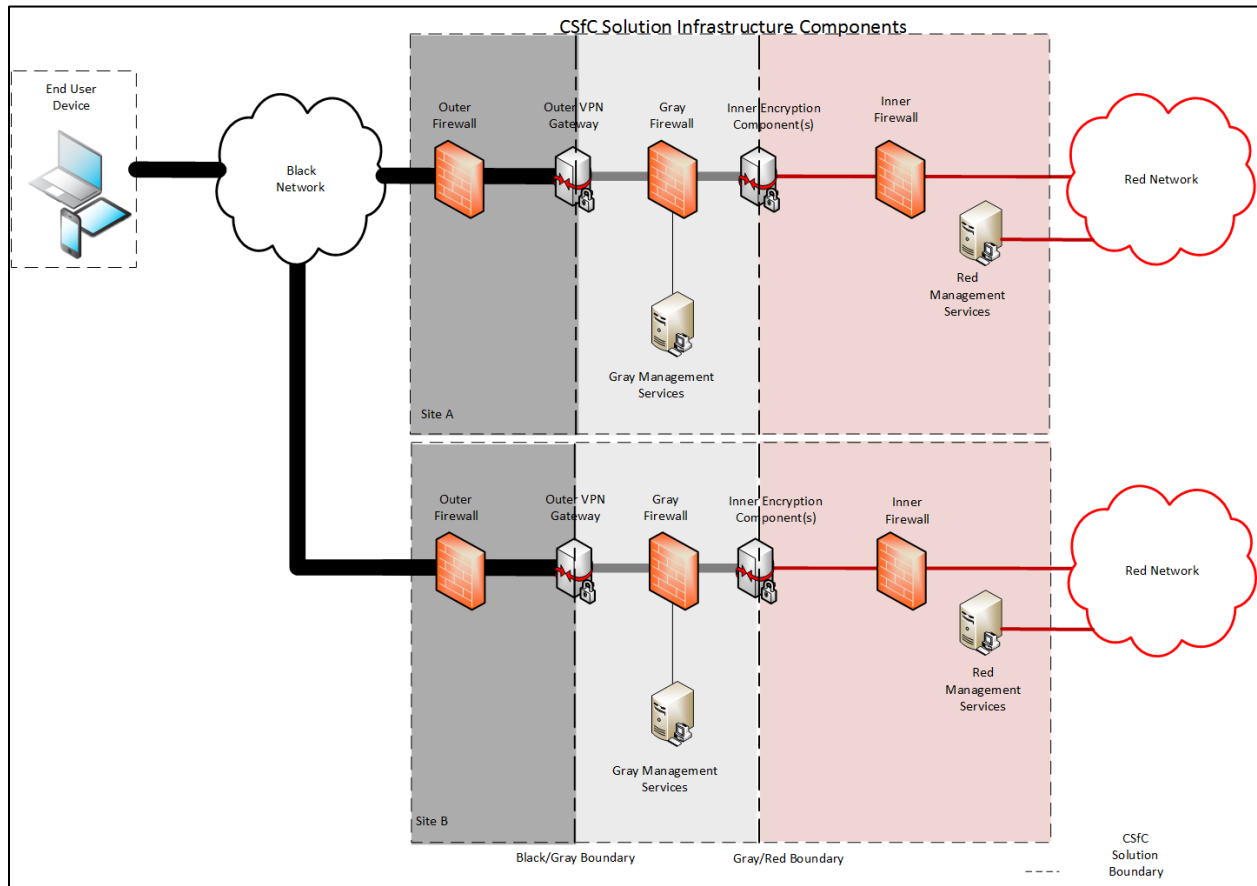 CSfC Solution Infrastructure Components
End User
Device
Black
Network
Outer
Firewall
Outer VPN
Gateway
Gray
Firewall
Inner Encryption
Component(s)
Inner
Firewall
Red Network
Red
Management
Services
Gray Management
Services
Site A
Outer
Firewall
Outer VPN
Gateway
Gray
Firewall
Inner Encryption
Component(s)
Inner
Firewall
Red Network
Red
Management
Services
Gray Management
Services
Site B
Black/Gray Boundary
Gray/Red Boundary
CSfC
Solution
Boundary